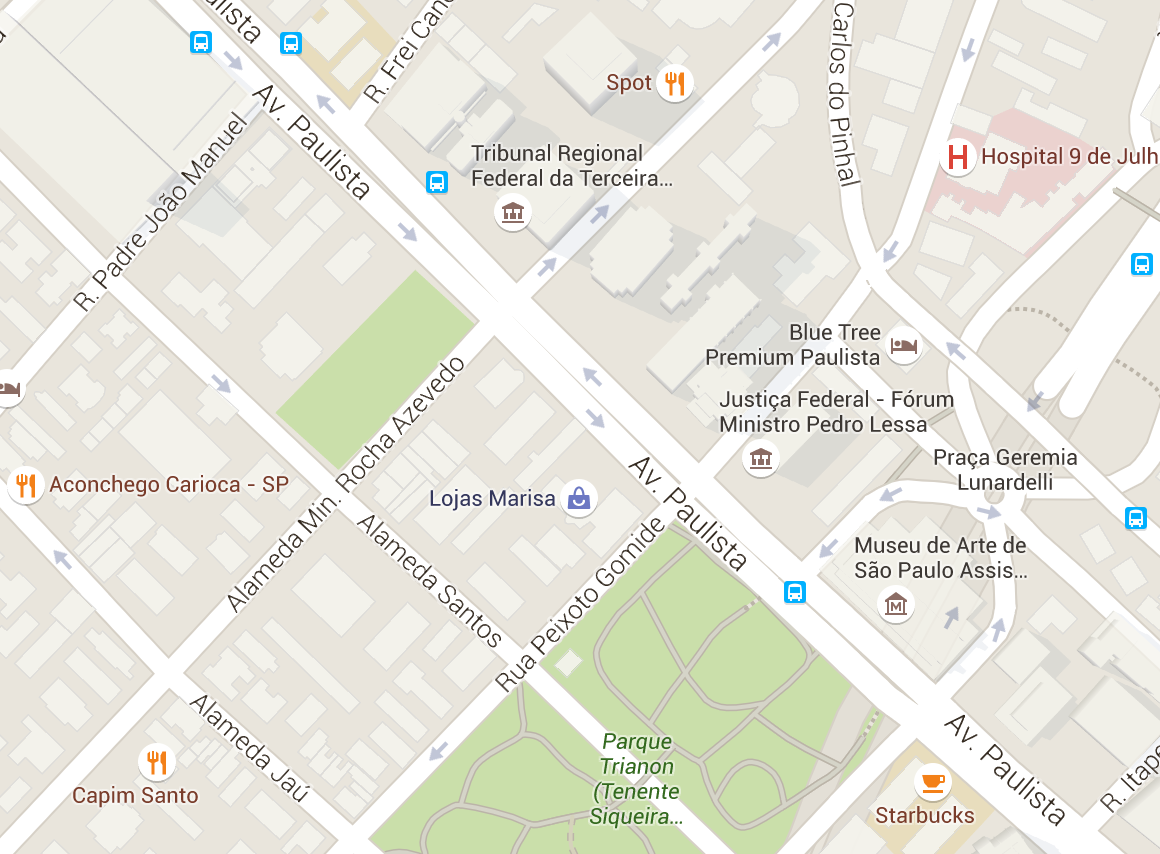 ulista
R. Frei Canc
Carlos do Pinhal
Spot
Av. Paulista
Tribunal Regional
Federal da Terceira...
Hospital 9 de Julh
R. Padre João Manuel
Blue Tree
Premium Paulista
Justiça Federal - Fórum
Ministro Pedro Lessa
Alameda Min. Rocha Azevedo
Praça Geremia
Lunardelli
Aconchego Carioca - SP
Lojas Marisa
Av. Paulista
Museu de Arte de
São Paulo Assis...
M
Alameda Santos
Rua Peixoto Gomide
Alameda Jaú
Parque
Trianon
(Tenente
Siqueira...
Av. Paulista
R. Itape
Capim Santo
Starbucks